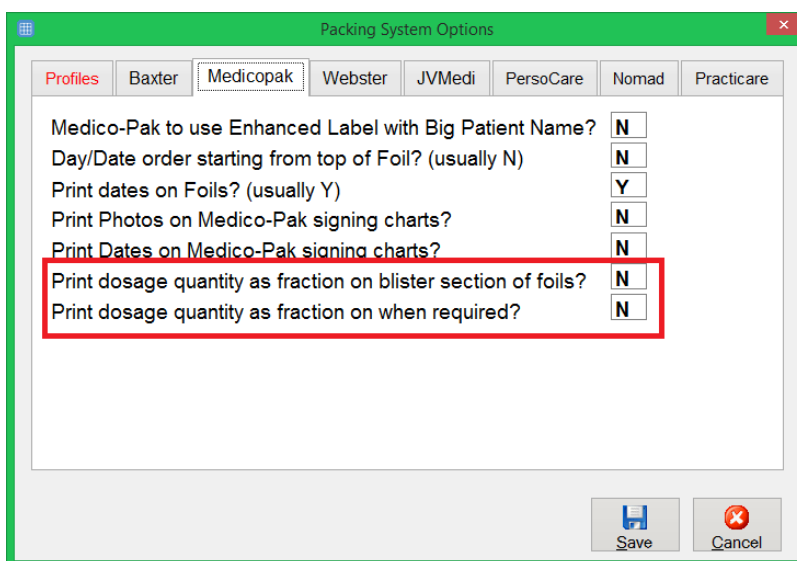 Packing System Options
Profiles Baxter Medicopak Webster JVMedi PersoCare Nomad Practicare
Medico-Pak to use Enhanced Label with Big Patient Name? N
Day/Date order starting from top of Foil? (usually N) N
Print dates on Foils? (usually Y) Y
Print Photos on Medico-Pak signing charts? N
Print Dates on Medico-Pak signing charts? N
Print dosage quantity as fraction on blister section of foils? N
Print dosage quantity as fraction on when required? N
Save Cancel